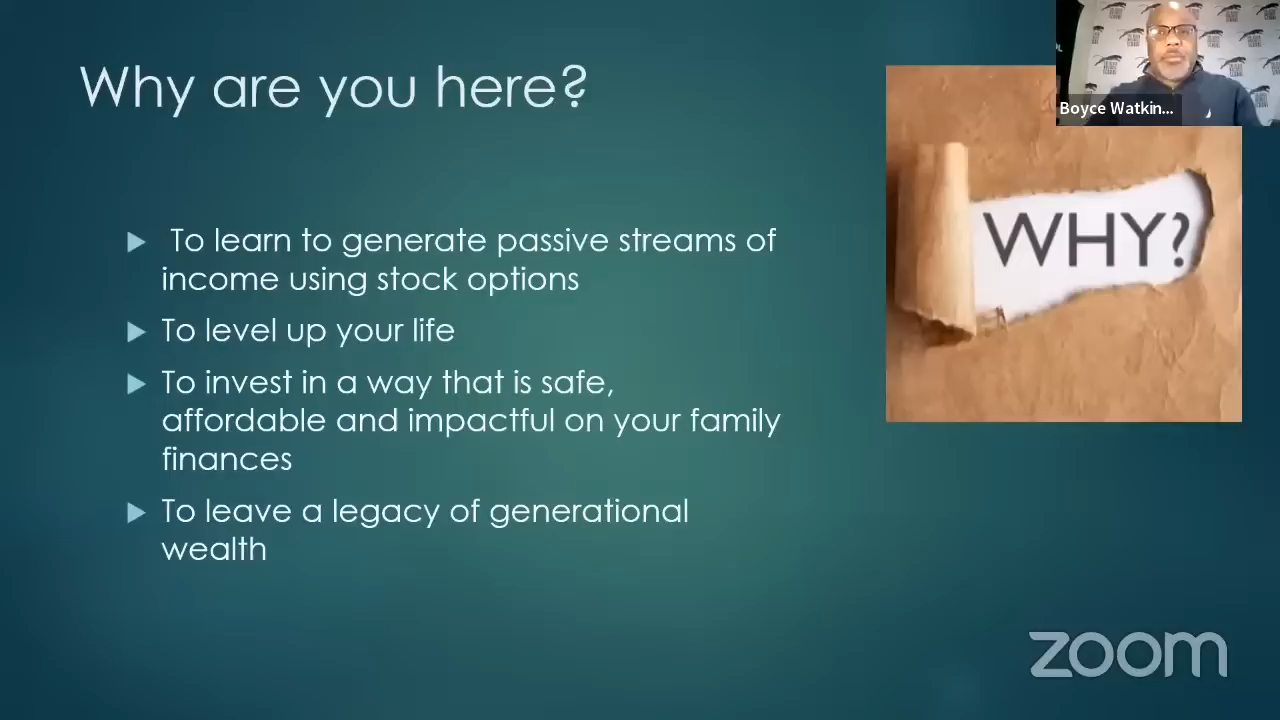 Why are you here?
To learn to generate passive streams of
income using stock options
To level up your life
To invest in a way that is safe,
affordable and impactful on your family
finances
To leave a legacy of generational
wealth
WHY?
Boyce Watkin...
zoom